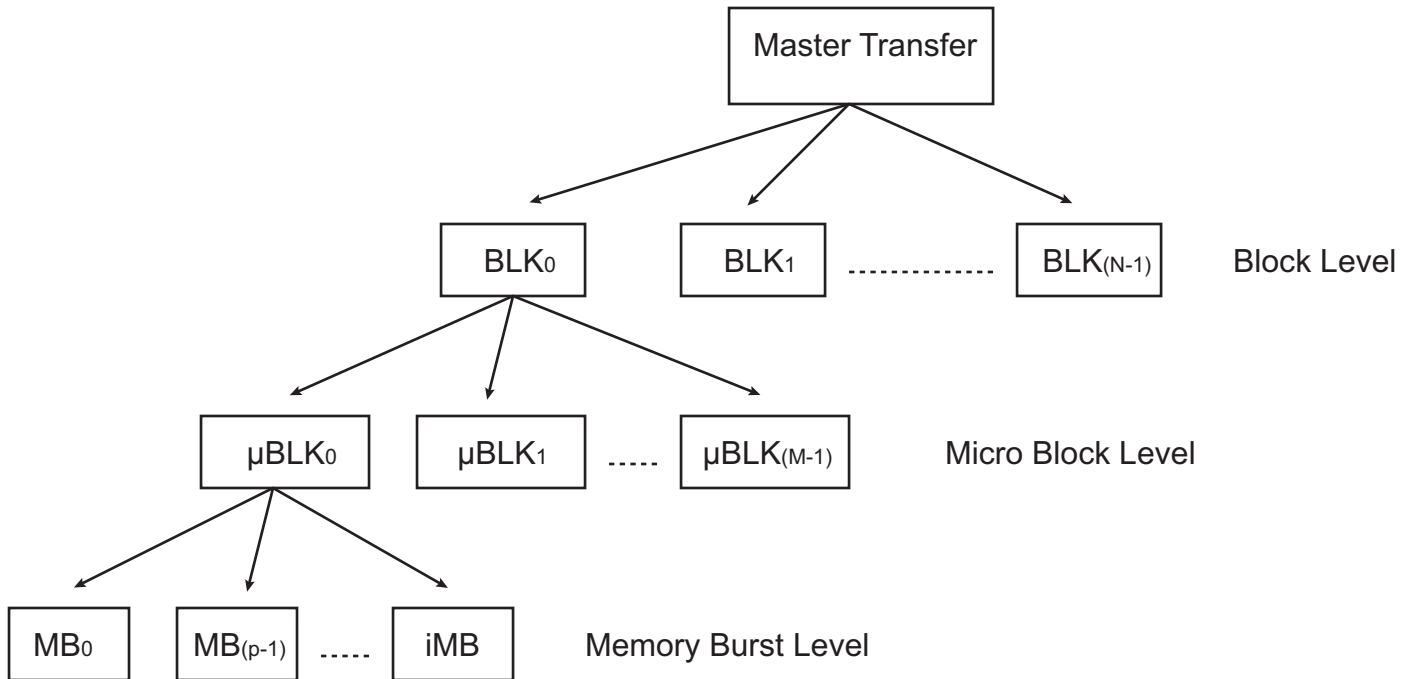 Master Transfer
BLK0 BLK1 BLK(N-1) Block Level
µBLK0 µBLK1 µBLK(M-1) Micro Block Level
MB0 MB(p-1) iMB Memory Burst Level